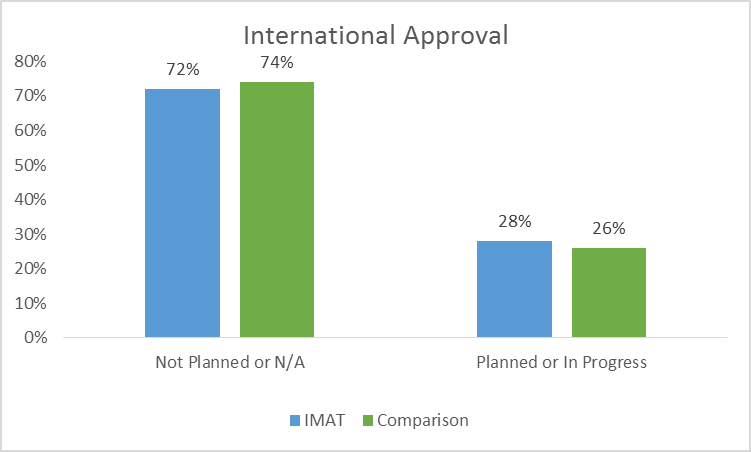 International Approval
80%
70%
60%
50%
40%
30%
20%
10%
0%
72%
74%
28%
26%
Not Planned or N/A
Planned or In Progress
IMAT
Comparison